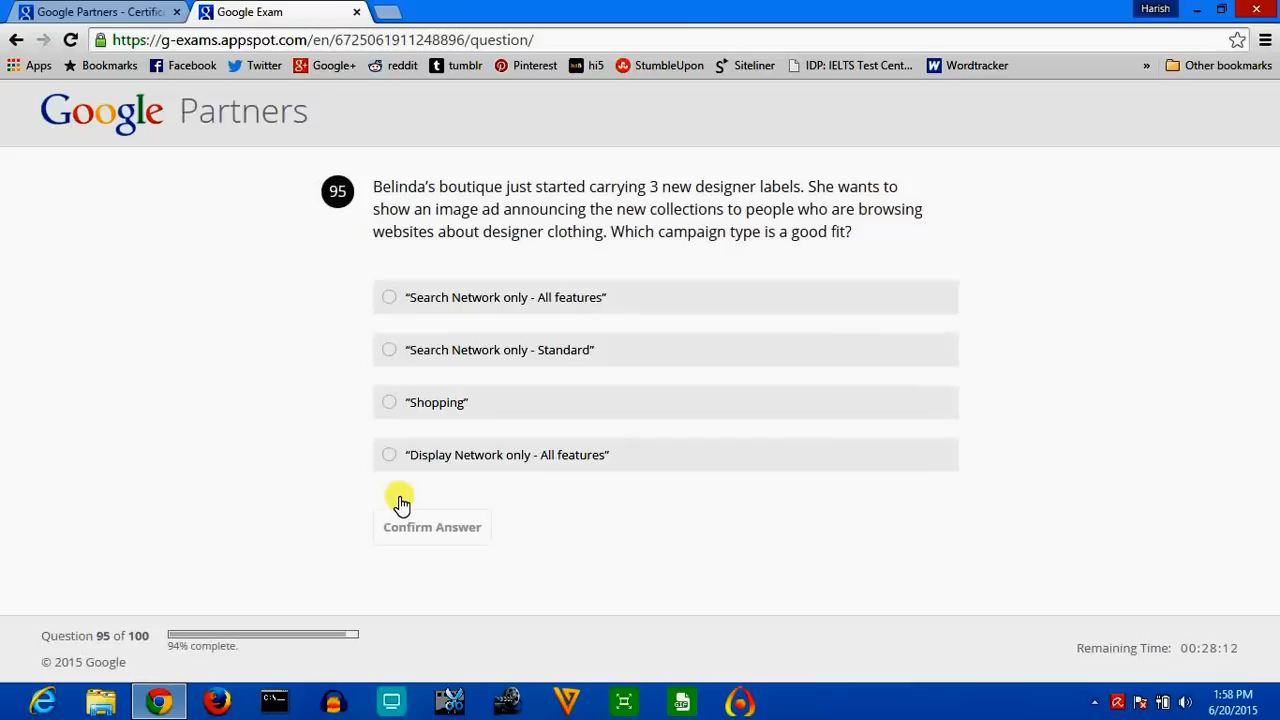 Google Partners - Certific
Google Exam
Harish
https://g-exams.appspot.com/en/6725061911248896/question/
Apps
Bookmarks
Facebook
Twitter
Google+
reddit
tumblr
Pinterest
hi5
StumbleUpon
Siteliner
IDP: IELTS Test Cent...
Wordtracker
»
Other bookmarks
Google Partners
95
Belinda’s boutique just started carrying 3 new designer labels. She wants to
show an image ad announcing the new collections to people who are browsing
websites about designer clothing. Which campaign type is a good fit?
“Search Network only - All features”
“Search Network only - Standard”
“Shopping”
“Display Network only - All features”
Confirm Answer
Question 95 of 100
94% complete.
© 2015 Google
Remaining Time: 00:28:12
1:58 PM
6/20/2015